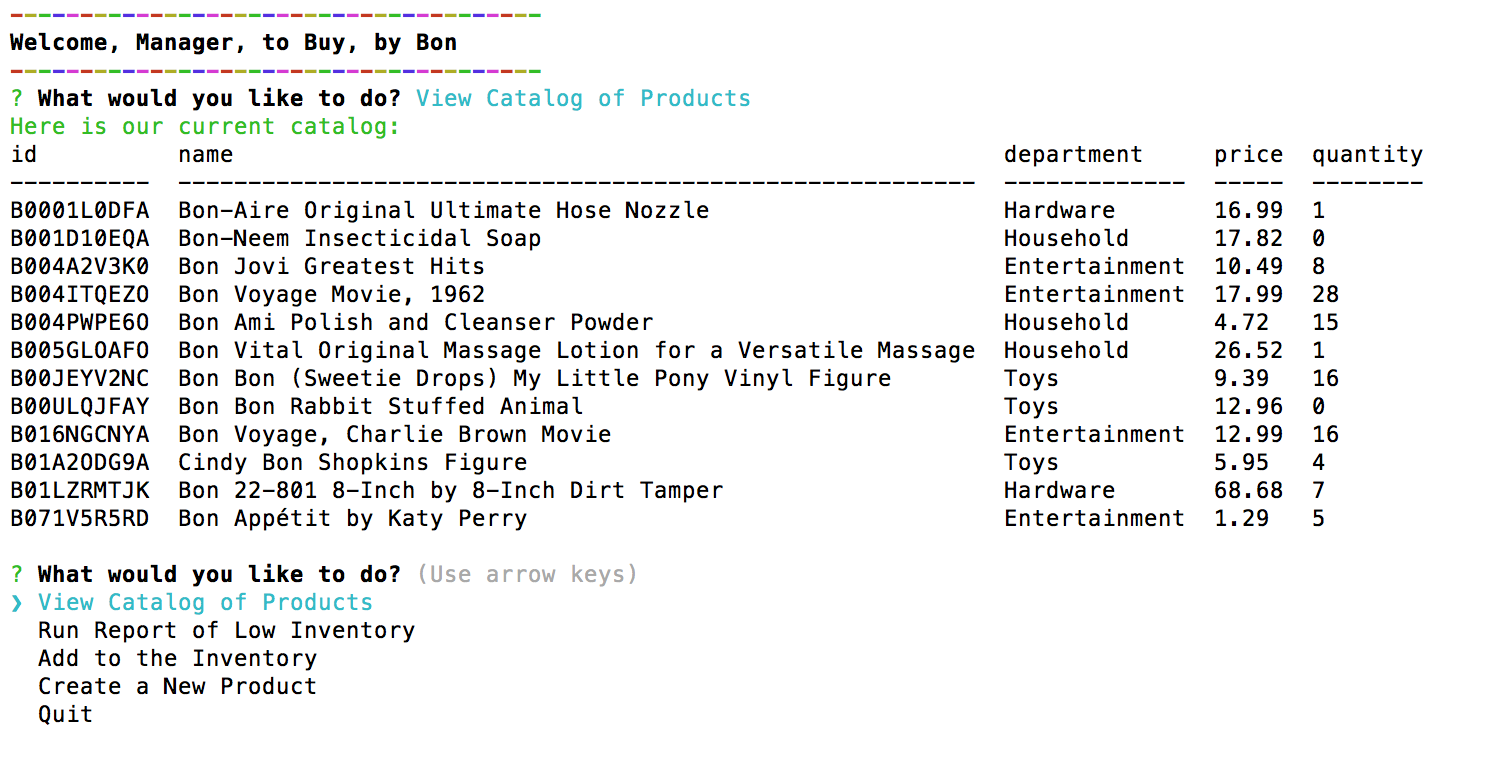 Welcome, Manager, to Buy, by Bon
? What would you like to do? View Catalog of Products
Here is our current catalog:
id          name                                                       department     price  quantity
----------  ---------------------------------------------------------  -------------  -----  --------
B0001L0DFA  Bon-Aire Original Ultimate Hose Nozzle                     Hardware       16.99  1
B001D10EQA  Bon-Neem Insecticidal Soap                                 Household      17.82  0
B004A2V3K0  Bon Jovi Greatest Hits                                     Entertainment  10.49  8
B004ITQEZO  Bon Voyage Movie, 1962                                     Entertainment  17.99  28
B004PWPE6O  Bon Ami Polish and Cleanser Powder                         Household      4.72   15
B005GLOAFO  Bon Vital Original Massage Lotion for a Versatile Massage  Household      26.52  1
B00JEYV2NC  Bon Bon (Sweetie Drops) My Little Pony Vinyl Figure        Toys           9.39   16
B00ULQJFAY  Bon Bon Rabbit Stuffed Animal                              Toys           12.96  0
B016NGCNYA  Bon Voyage, Charlie Brown Movie                            Entertainment  12.99  16
B01A2ODG9A  Cindy Bon Shopkins Figure                                  Toys           5.95   4
B01LZRMTJK  Bon 22-801 8-Inch by 8-Inch Dirt Tamper                    Hardware       68.68  7
B071V5R5RD  Bon Appétit by Katy Perry                                  Entertainment  1.29   5
? What would you like to do? (Use arrow keys)
❯ View Catalog of Products
  Run Report of Low Inventory
  Add to the Inventory
  Create a New Product
  Quit